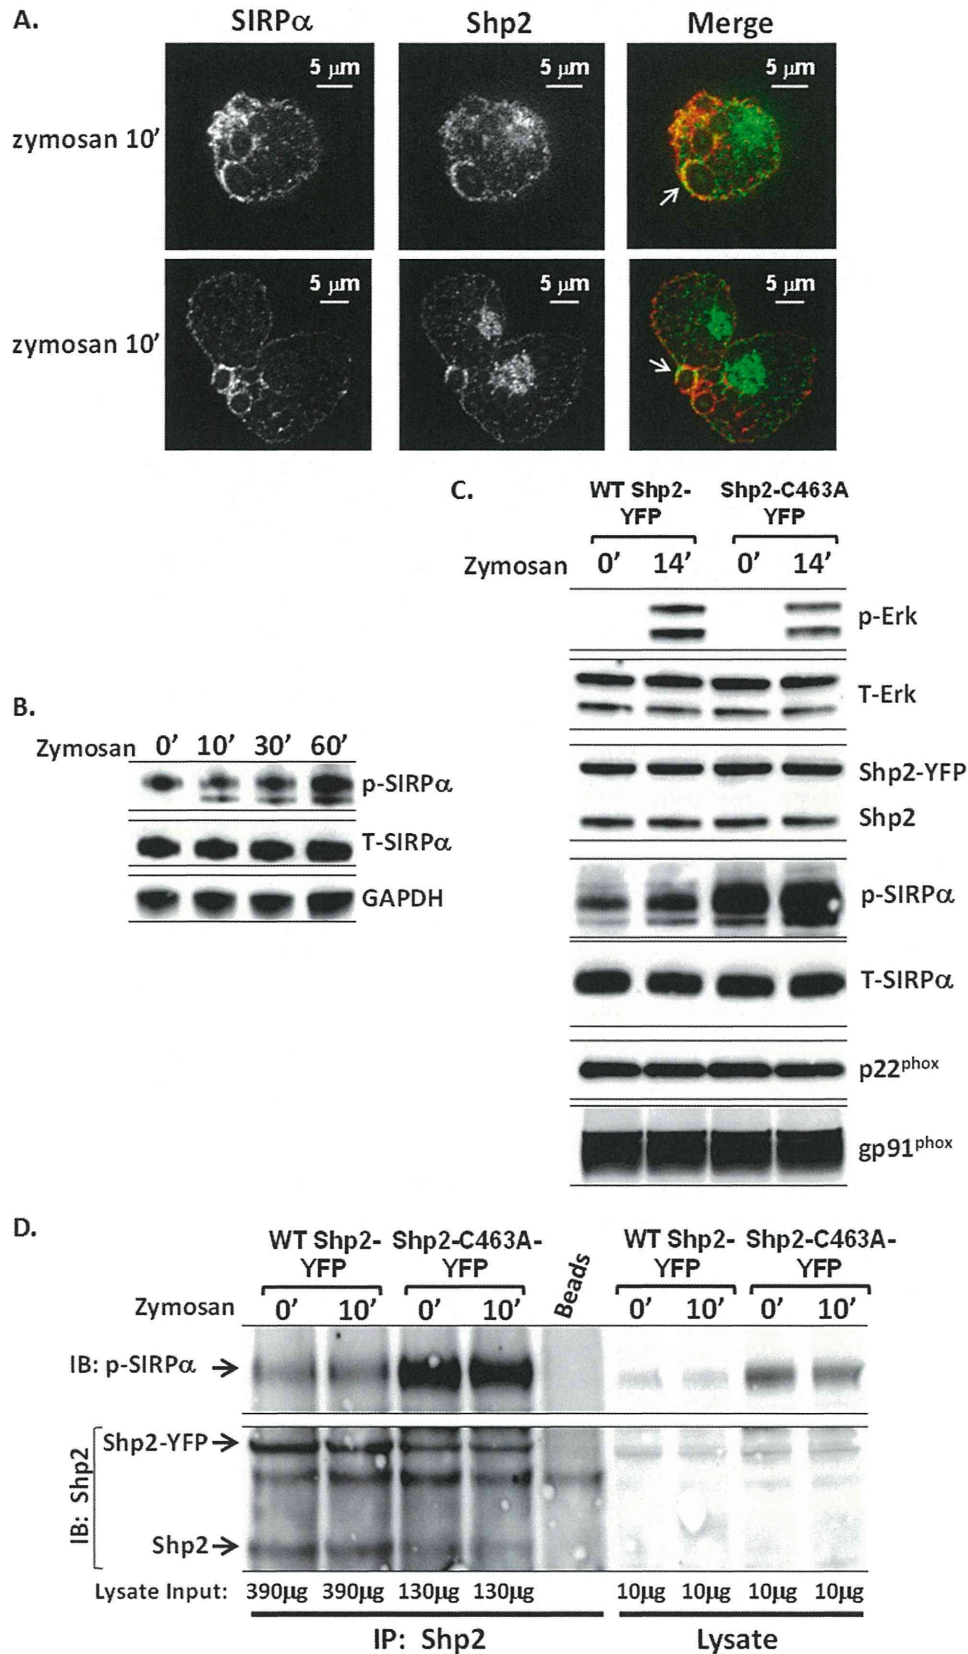 A.
SIRPα Shp2 Merge
zymosan 10’ 5 μm 5 μm 5 μm
zymosan 10’ 5 μm 5 μm 5 μm
C.
WT Shp2-YFP Shp2-C463A YFP
Zymosan 0’ 14’ 0’ 14’
p-Erk
T-Erk
Shp2-YFP
Shp2
p-SIRPα
T-SIRPα
p22phox
gp91phox
B.
Zymosan 0’ 10’ 30’ 60’
p-SIRPα
T-SIRPα
GAPDH
D.
WT Shp2-YFP Shp2-C463A-YFP Beads WT Shp2-YFP Shp2-C463A-YFP
Zymosan 0’ 10’ 0’ 10’ 0’ 10’ 0’ 10’
IB: p-SIRPα
IB: Shp2
Shp2-YFP
Shp2
Lysate Input: 390μg 390μg 130μg 130μg 10μg 10μg 10μg 10μg
IP: Shp2 Lysate